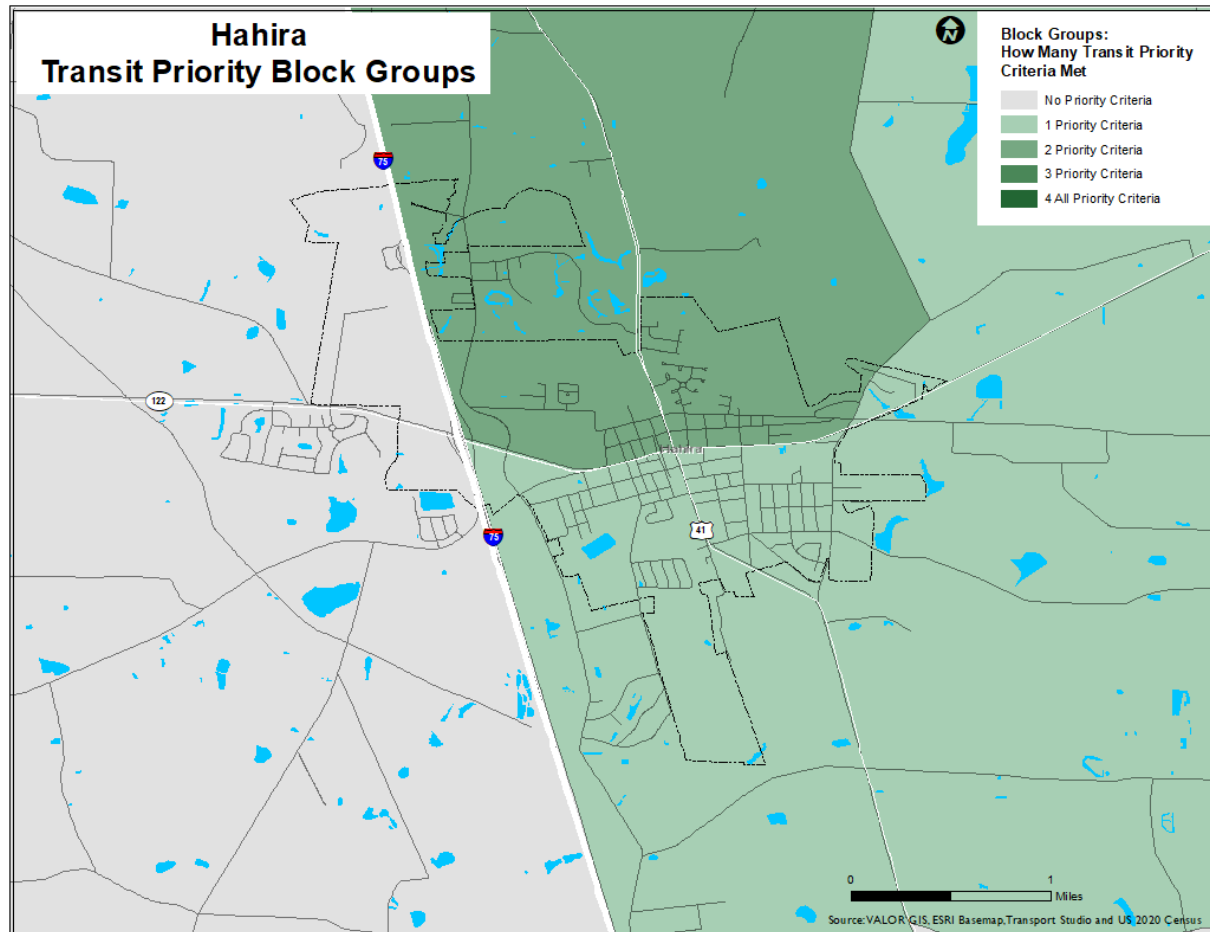 Hahira
Transit Priority Block Groups
N
Block Groups:
How Many Transit Priority
Criteria Met
No Priority Criteria
1 Priority Criteria
2 Priority Criteria
3 Priority Criteria
4 All Priority Criteria
75
122
Hahira
41
75
0
1
Miles
Source:VALOR GIS, ESRI Basemap,Transport Studio and US 2020 Census